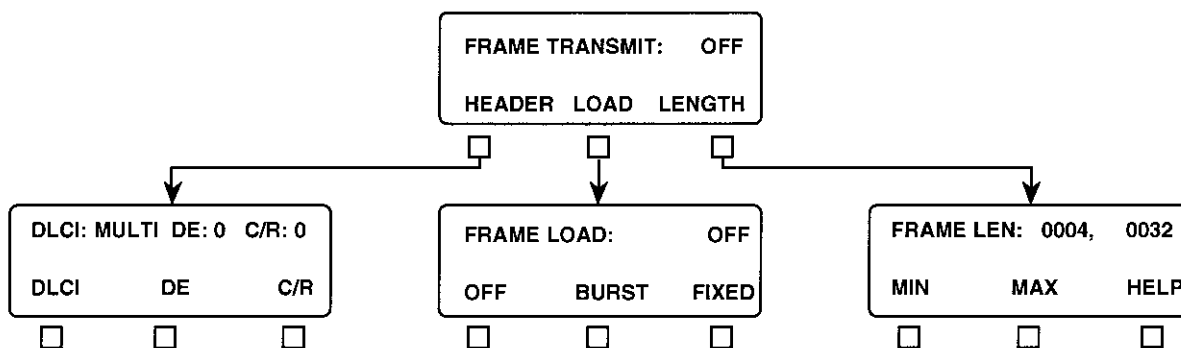 FRAME TRANSMIT: OFF
HEADER LOAD LENGTH
DLCI: MULTI DE: 0 C/R: 0
DLCI DE C/R
FRAME LOAD: OFF
OFF BURST FIXED
FRAME LEN: 0004, 0032
MIN MAX HELP